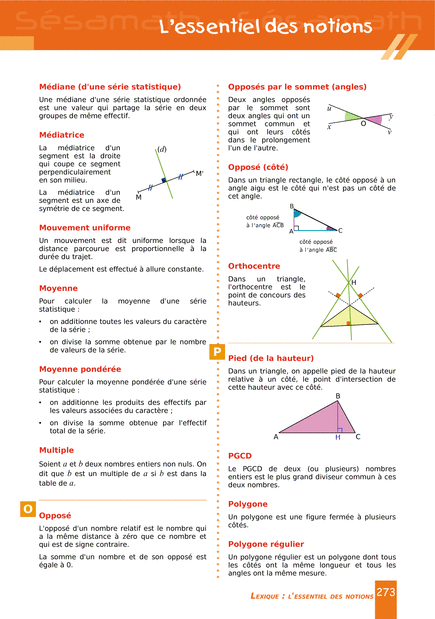 Sésamath
L'essentiel des notions
Médiane (d'une série statistique)
Une médiane d'une série statistique ordonnée
est une valeur qui partage la série en deux
groupes de même effectif.
Médiatrice
La médiatrice d'un
segment est la droite
qui coupe ce segment
perpendiculairement
en son milieu.
La médiatrice d'un
segment est un axe de
symétrie de ce segment.
(d)
M'
M
Mouvement uniforme
Un mouvement est dit uniforme lorsque la
distance parcourue est proportionnelle à la
durée du trajet.
Le déplacement est effectué à allure constante.
Moyenne
Pour calculer la moyenne d'une série
statistique :
• on additionne toutes les valeurs du caractère
de la série ;
• on divise la somme obtenue par le nombre
de valeurs de la série.
Moyenne pondérée
Pour calculer la moyenne pondérée d'une série
statistique :
• on additionne les produits des effectifs par
les valeurs associées du caractère ;
• on divise la somme obtenue par l'effectif
total de la série.
Multiple
Soient a et b deux nombres entiers non nuls. On
dit que b est un multiple de a si b est dans la
table de a.
O
Opposé
L'opposé d'un nombre relatif est le nombre qui
a la même distance à zéro que ce nombre et
qui est de signe contraire.
La somme d'un nombre et de son opposé est
égale à 0.
Opposés par le sommet (angles)
Deux angles opposés
par le sommet sont
deux angles qui ont un
sommet commun et
qui ont leurs côtés
dans le prolongement
l'un de l'autre.
u
y
O
x
v
Opposé (côté)
Dans un triangle rectangle, le côté opposé à un
angle aigu est le côté qui n'est pas un côté de
cet angle.
B
côté opposé
à l'angle ACB
A
C
côté opposé
à l'angle ABC
Orthocentre
Dans un triangle,
l'orthocentre est le
point de concours des
hauteurs.
H
P
Pied (de la hauteur)
Dans un triangle, on appelle pied de la hauteur
relative à un côté, le point d'intersection de
cette hauteur avec ce côté.
B
A
H
C
PGCD
Le PGCD de deux (ou plusieurs) nombres
entiers est le plus grand diviseur commun à ces
deux nombres.
Polygone
Un polygone est une figure fermée à plusieurs
côtés.
Polygone régulier
Un polygone régulier est un polygone dont tous
les côtés ont la même longueur et tous les
angles ont la même mesure.
Lexique : l'essentiel des notions 273